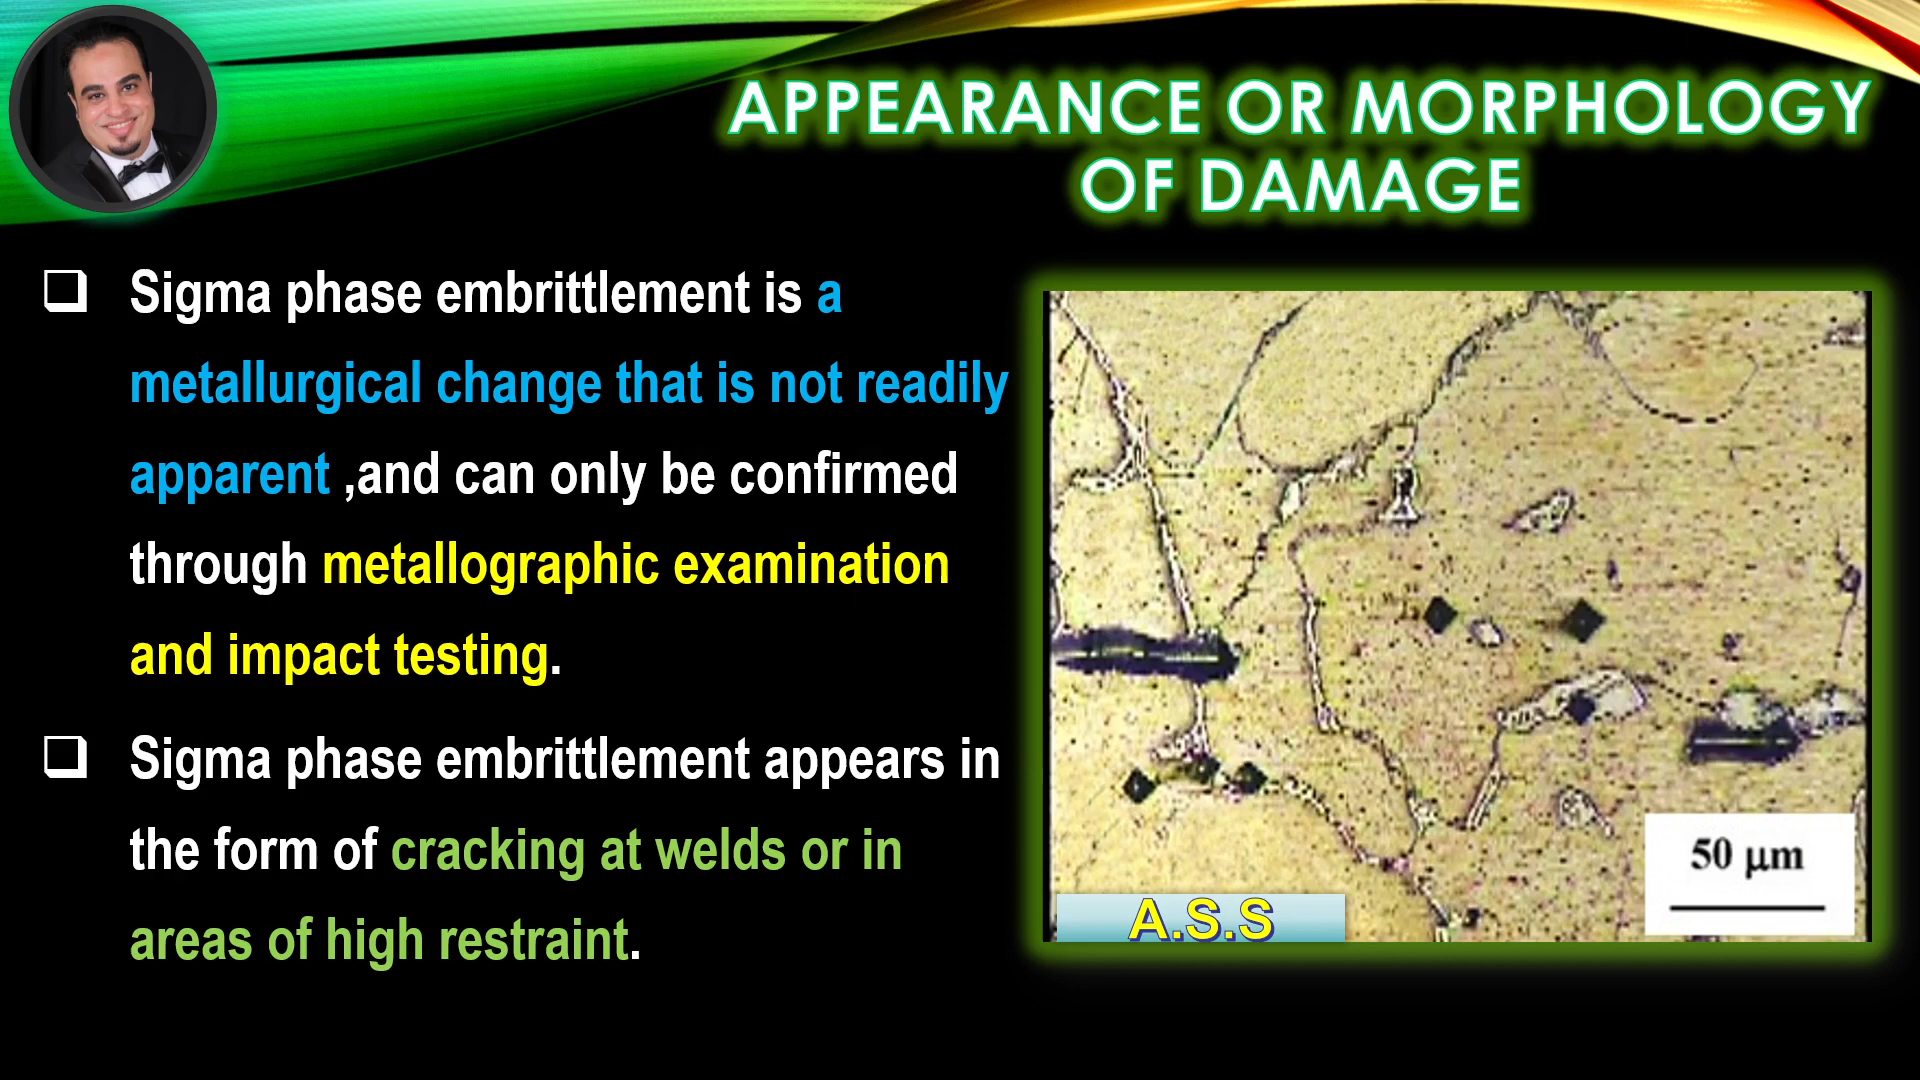 APPEARANCE OR MORPHOLOGY
OF DAMAGE
Sigma phase embrittlement is a
metallurgical change that is not readily
apparent ,and can only be confirmed
through metallographic examination
and impact testing.
Sigma phase embrittlement appears in
the form of cracking at welds or in
areas of high restraint.
50 μm
A.S.S